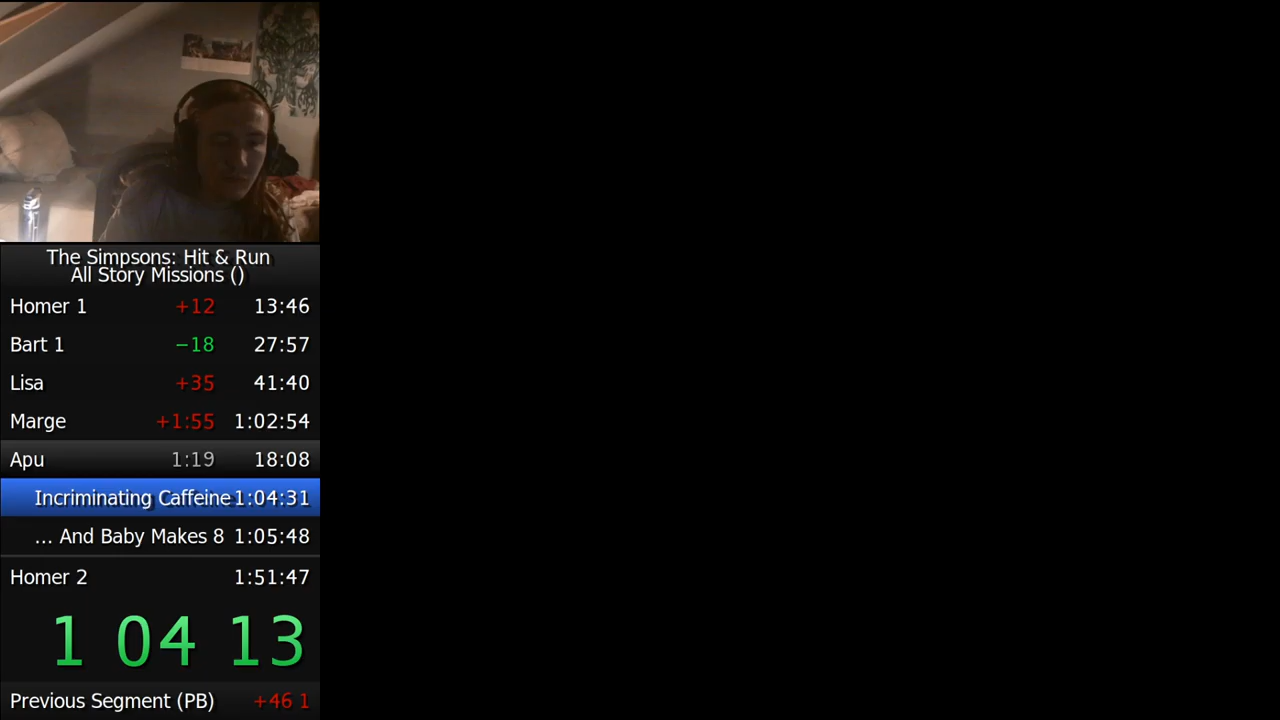 The Simpsons: Hit & Run
All Story Missions ()
Homer 1 +12 13:46
Bart 1 −18 27:57
Lisa +35 41:40
Marge +1:55 1:02:54
Apu 1:19 18:08
Incriminating Caffeine 1:04:31
... And Baby Makes 8 1:05:48
Homer 2 1:51:47
1 04 13
Previous Segment (PB) +46 1